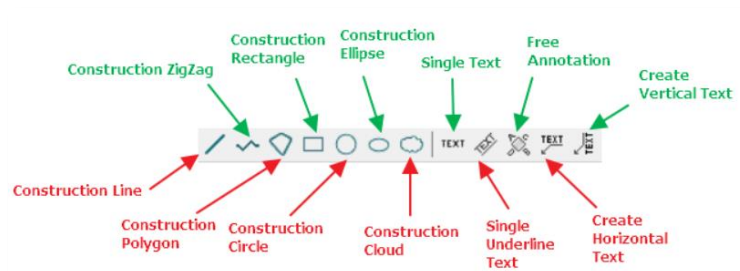 Construction ZigZag
Construction
Rectangle
Construction
Ellipse
Single Text
Free
Annotation
Create
Vertical Text
TEXT
TEXT
TEXT
TEXT
Construction Line
Construction
Polygon
Construction
Circle
Construction
Cloud
Single
Underline
Text
Create
Horizontal
Text